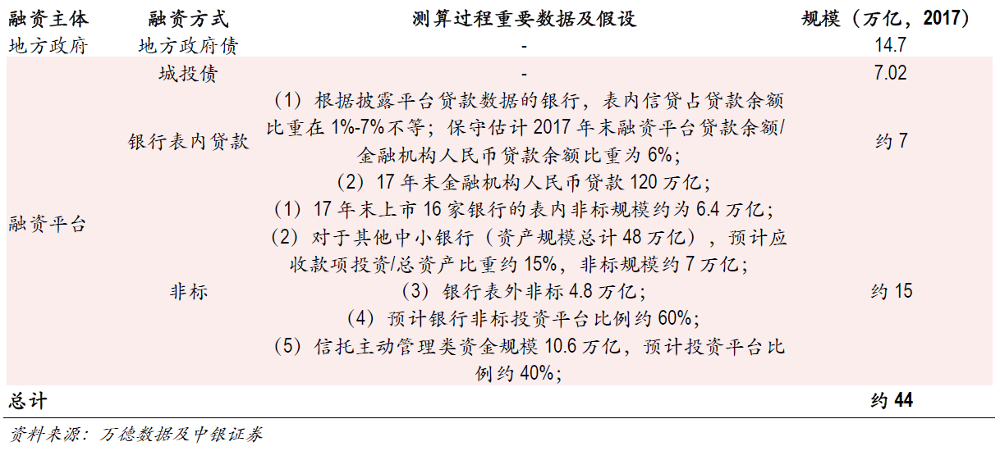 融资主体 融资方式 测算过程重要数据及假设 规模（万亿，2017）
地方政府 地方政府债 - 14.7
城投债 - 7.02
（1）根据披露平台贷款数据的银行，表内信贷占贷款余额
比重在 1%-7%不等；保守估计 2017 年末融资平台贷款余额/
银行表内贷款 约 7
金融机构人民币贷款余额比重为 6%；
（2）17 年末金融机构人民币贷款 120 万亿；
（1）17 年末上市 16 家银行的表内非标规模约为 6.4 万亿；
融资平台
（2）对于其他中小银行（资产规模总计 48 万亿），预计应
收款项投资/总资产比重约 15%，非标规模约 7 万亿；
非标 （3）银行表外非标 4.8 万亿； 约 15
（4）预计银行非标投资平台比例约 60%；
（5）信托主动管理类资金规模 10.6 万亿，预计投资平台比
例约 40%；
总计 约 44
资料来源：万德数据及中银证券